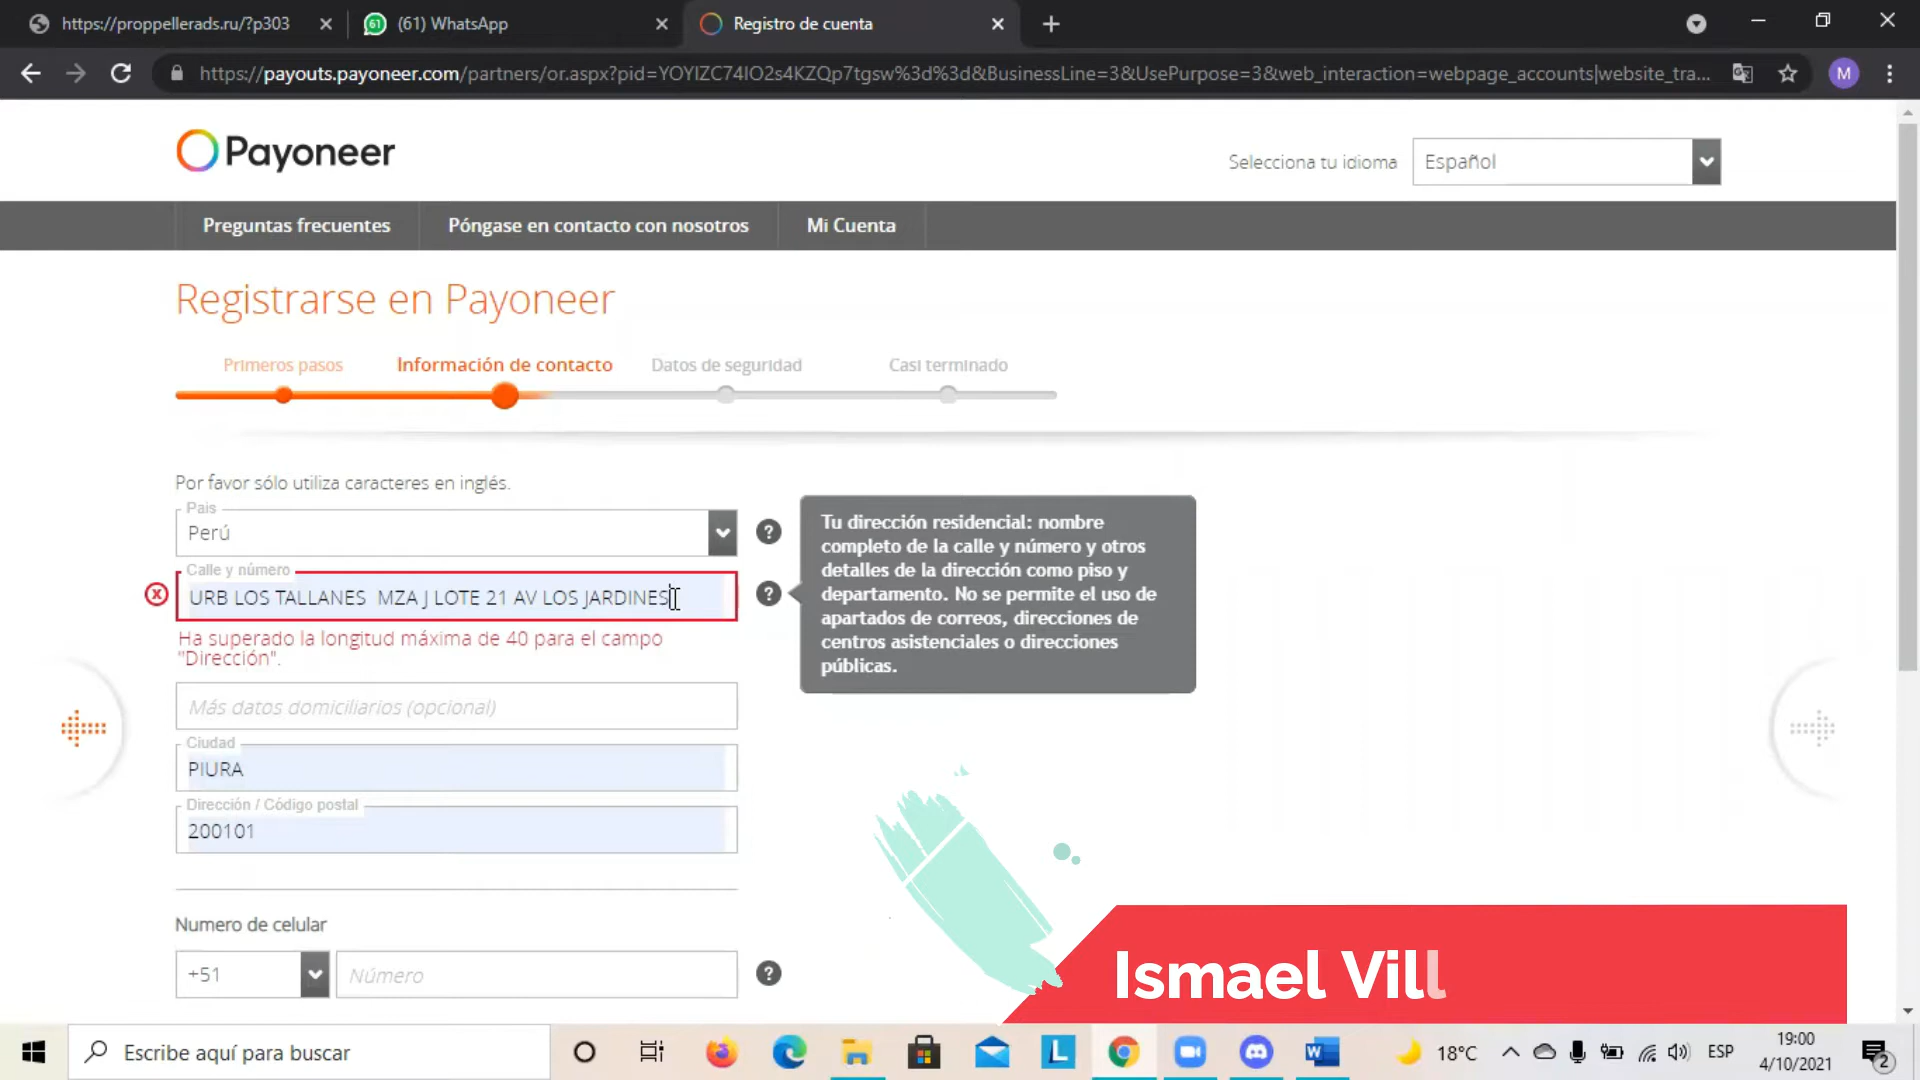 https://proppellerads.ru/?p303
61
(61) WhatsApp
Registro de cuenta
https://payouts.payoneer.com/partners/or.aspx?pid=YOYIZC74IO2s4KZQp7tgsw%3d%3d&BusinessLine=3&UsePurpose=3&web_interaction=webpage_accounts|website_tra...
M
Payoneer
Selecciona tu idioma
Español
Preguntas frecuentes
Póngase en contacto con nosotros
Mi Cuenta
Registrarse en Payoneer
Primeros pasos
Información de contacto
Datos de seguridad
Casi terminado
Por favor sólo utiliza caracteres en inglés.
Pais
Perú
?
Calle y número
URB LOS TALLANES  MZA J LOTE 21 AV LOS JARDINES
?
Ha superado la longitud máxima de 40 para el campo
"Dirección".
Tu dirección residencial: nombre
completo de la calle y número y otros
detalles de la dirección como piso y
departamento. No se permite el uso de
apartados de correos, direcciones de
centros asistenciales o direcciones
públicas.
Más datos domiciliarios (opcional)
Ciudad
PIURA
Dirección / Código postal
200101
Numero de celular
+51
Número
?
Ismael Vill
Escribe aquí para buscar
L
W
18°C
ESP
19:00
4/10/2021
2